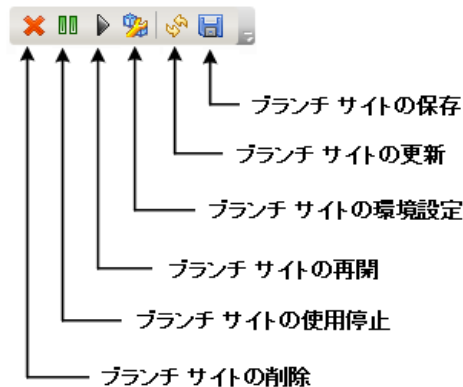 ブランチ サイトの保存
ブランチ サイトの更新
ブランチ サイトの環境設定
ブランチ サイトの再開
ブランチ サイトの使用停止
ブランチ サイトの削除